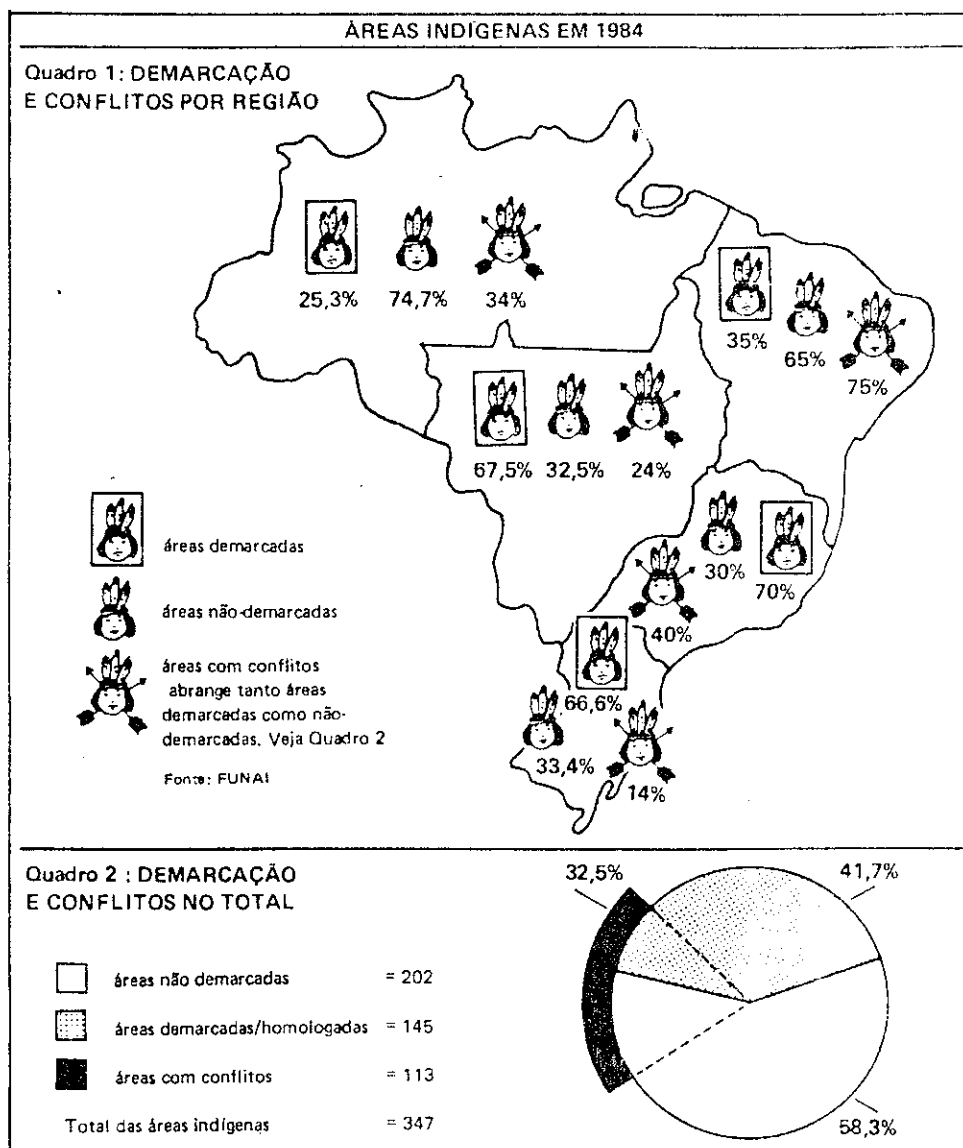 ÁREAS INDÍGENAS EM 1984
Quadro 1: DEMARCAÇÃO
E CONFLITOS POR REGIÃO
25,3% 74,7% 34%
35%
65%
75%
67,5% 32,5% 24%
30%
70%
40%
66,6%
33,4%
14%
áreas demarcadas
áreas não-demarcadas
áreas com conflitos
abrange tanto áreas
demarcadas como não-
demarcadas. Veja Quadro 2
Fonte: FUNAI
Quadro 2 : DEMARCAÇÃO
E CONFLITOS NO TOTAL
32,5% 41,7%
áreas não demarcadas = 202
áreas demarcadas/homologadas = 145
áreas com conflitos = 113
Total das áreas indígenas = 347
58,3%